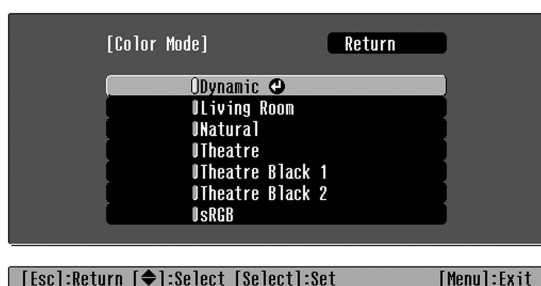 [Color Mode] Return
Dynamic
Living Room
Natural
Theatre
Theatre Black 1
Theatre Black 2
sRGB
[Esc]:Return [◆]:Select [Select]:Set [Menu]:Exit